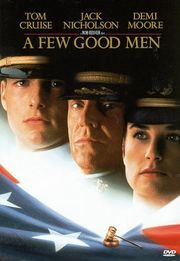 TOM CRUISE JACK NICHOLSON DEMI MOORE
A FEW GOOD MEN
DVD